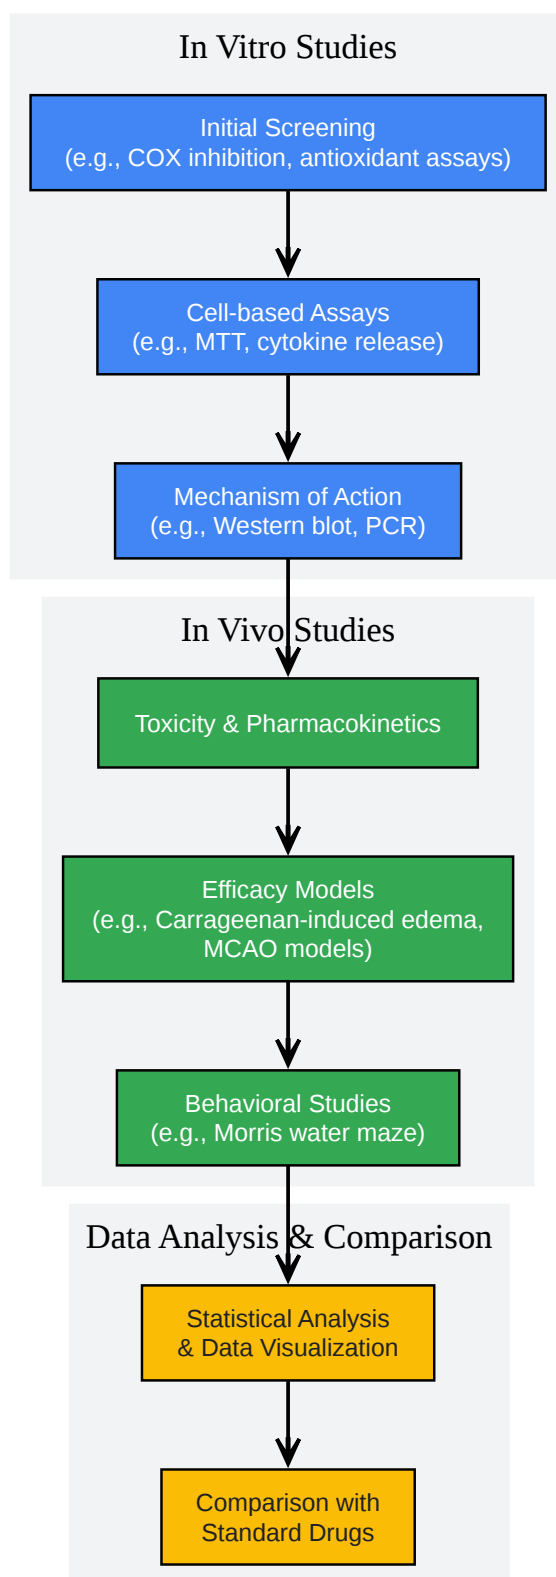 In Vitro Studies
Initial Screening
(e.g., COX inhibition, antioxidant assays)
Cell-based Assays
(e.g., MTT, cytokine release)
Mechanism of Action
(e.g., Western blot, PCR)
In Vivo Studies
Toxicity & Pharmacokinetics
Efficacy Models
(e.g., Carrageenan-induced edema,
MCAO models)
Behavioral Studies
(e.g., Morris water maze)
Data Analysis & Comparison
Statistical Analysis
& Data Visualization
Comparison with
Standard Drugs